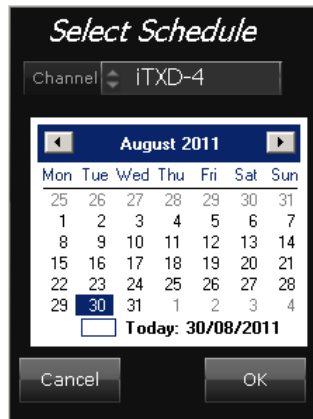 Select Schedule
Channel iTXD-4
August 2011
Mon Tue Wed Thu Fri Sat Sun
25 26 27 28 29 30 31
1 2 3 4 5 6 7
8 9 10 11 12 13 14
15 16 17 18 19 20 21
22 23 24 25 26 27 28
29 30 31 1 2 3 4
Today: 30/08/2011
Cancel OK